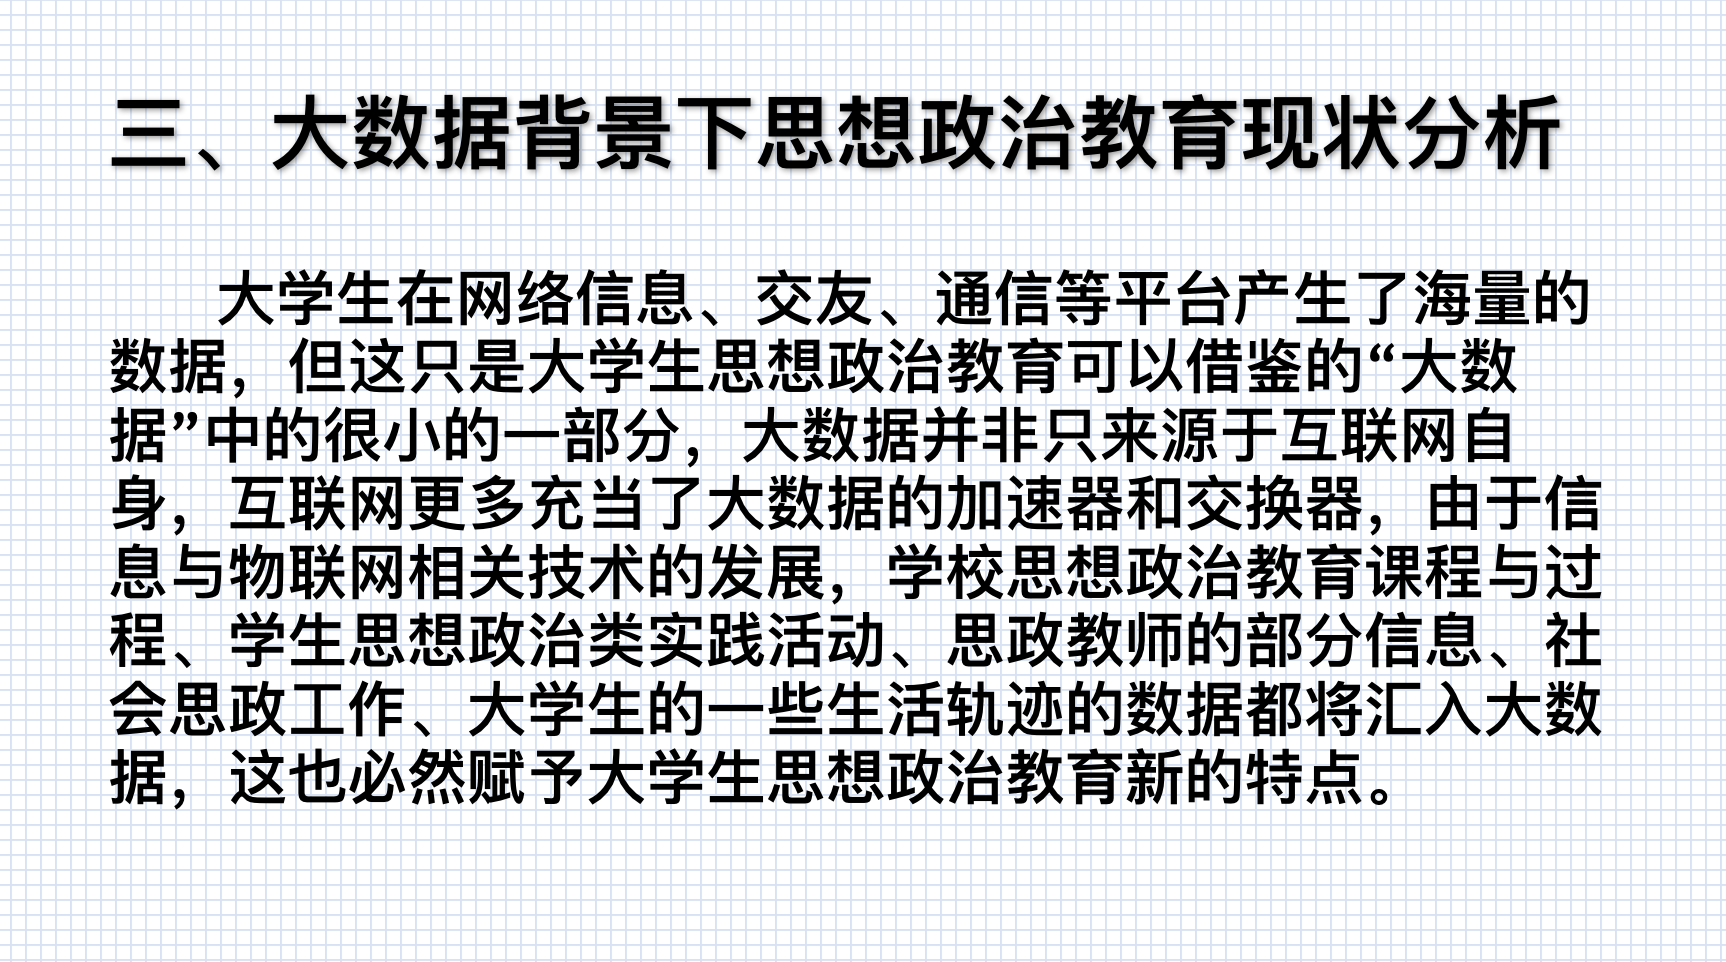 三、大数据背景下思想政治教育现状分析
大学生在网络信息、交友、通信等平台产生了海量的
数据，但这只是大学生思想政治教育可以借鉴的“大数
据”中的很小的一部分，大数据并非只来源于互联网自
身，互联网更多充当了大数据的加速器和交换器，由于信
息与物联网相关技术的发展，学校思想政治教育课程与过
程、学生思想政治类实践活动、思政教师的部分信息、社
会思政工作、大学生的一些生活轨迹的数据都将汇入大数
据，这也必然赋予大学生思想政治教育新的特点。